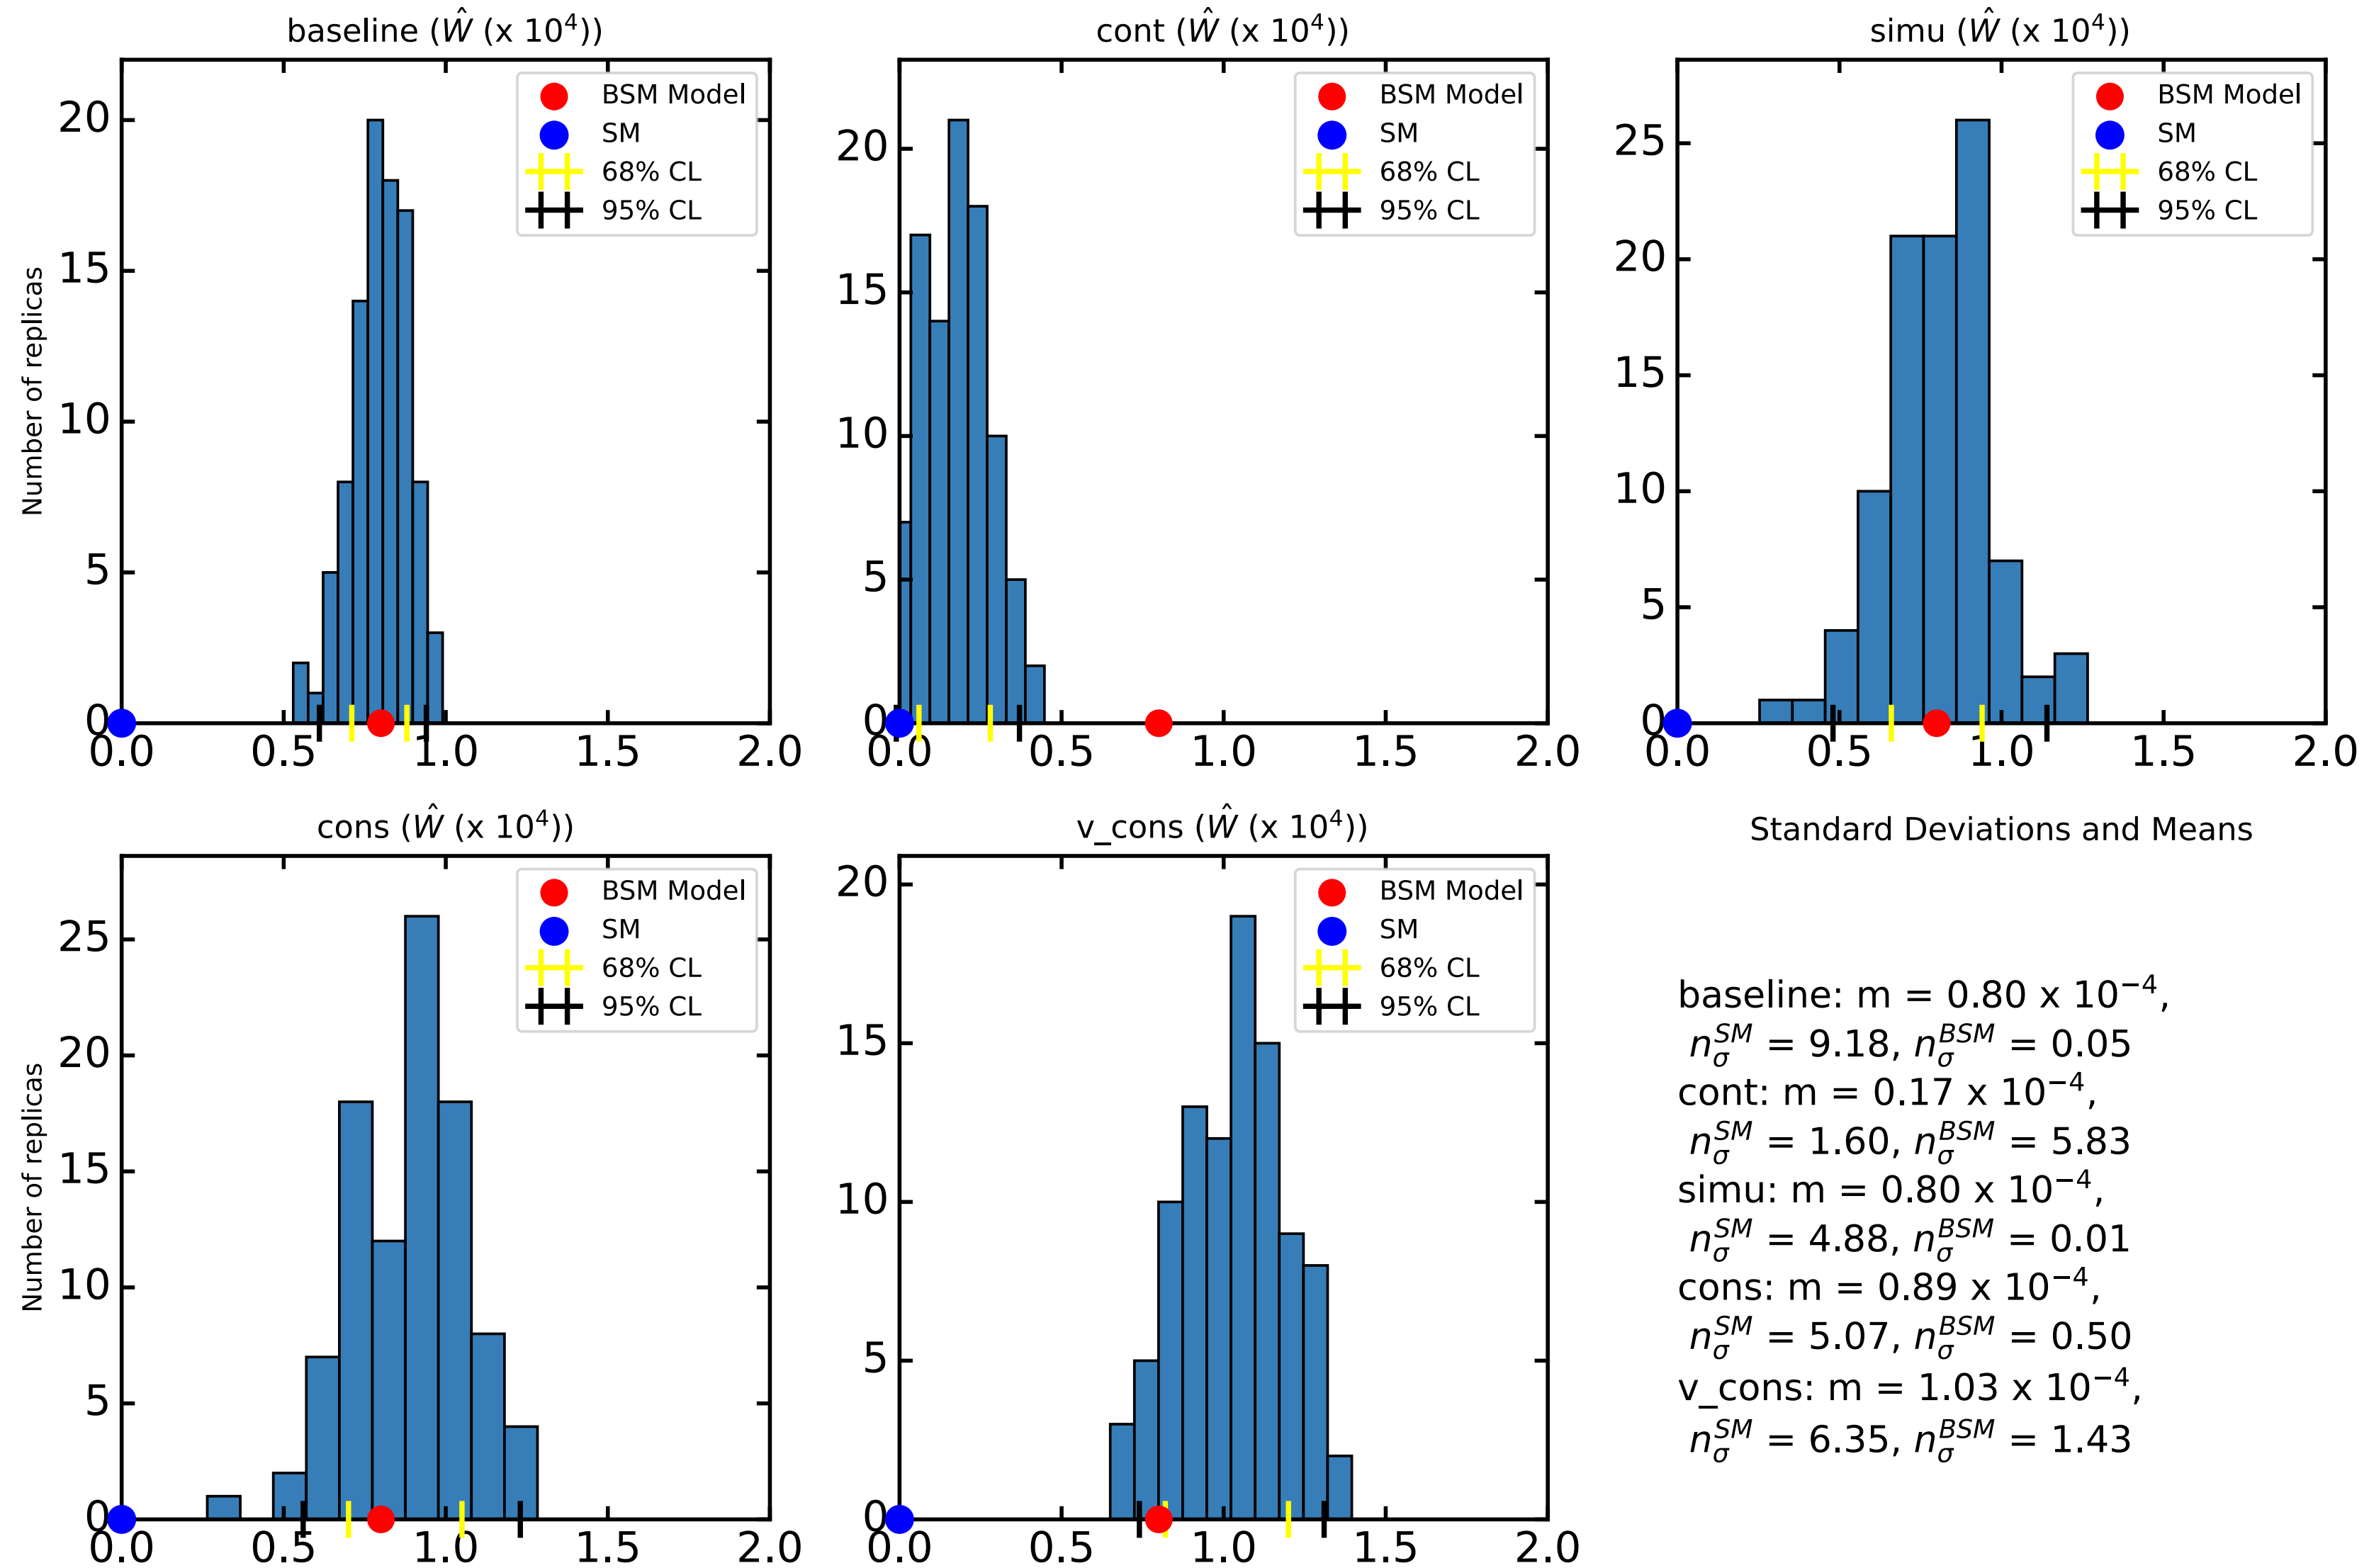 baseline (Ŵ (x 10⁴))
20
15
10
5
0
0.0 0.5 1.0 1.5 2.0
Number of replicas
BSM Model
SM
68% CL
95% CL
cont (Ŵ (x 10⁴))
20
15
10
5
0
0.0 0.5 1.0 1.5 2.0
BSM Model
SM
68% CL
95% CL
simu (Ŵ (x 10⁴))
25
20
15
10
5
0
0.0 0.5 1.0 1.5 2.0
BSM Model
SM
68% CL
95% CL
cons (Ŵ (x 10⁴))
25
20
15
10
5
0
0.0 0.5 1.0 1.5 2.0
Number of replicas
BSM Model
SM
68% CL
95% CL
v_cons (Ŵ (x 10⁴))
20
15
10
5
0
0.0 0.5 1.0 1.5 2.0
BSM Model
SM
68% CL
95% CL
Standard Deviations and Means
baseline: m = 0.80 x 10⁻⁴,
n_σ^SM = 9.18, n_σ^BSM = 0.05
cont: m = 0.17 x 10⁻⁴,
n_σ^SM = 1.60, n_σ^BSM = 5.83
simu: m = 0.80 x 10⁻⁴,
n_σ^SM = 4.88, n_σ^BSM = 0.01
cons: m = 0.89 x 10⁻⁴,
n_σ^SM = 5.07, n_σ^BSM = 0.50
v_cons: m = 1.03 x 10⁻⁴,
n_σ^SM = 6.35, n_σ^BSM = 1.43